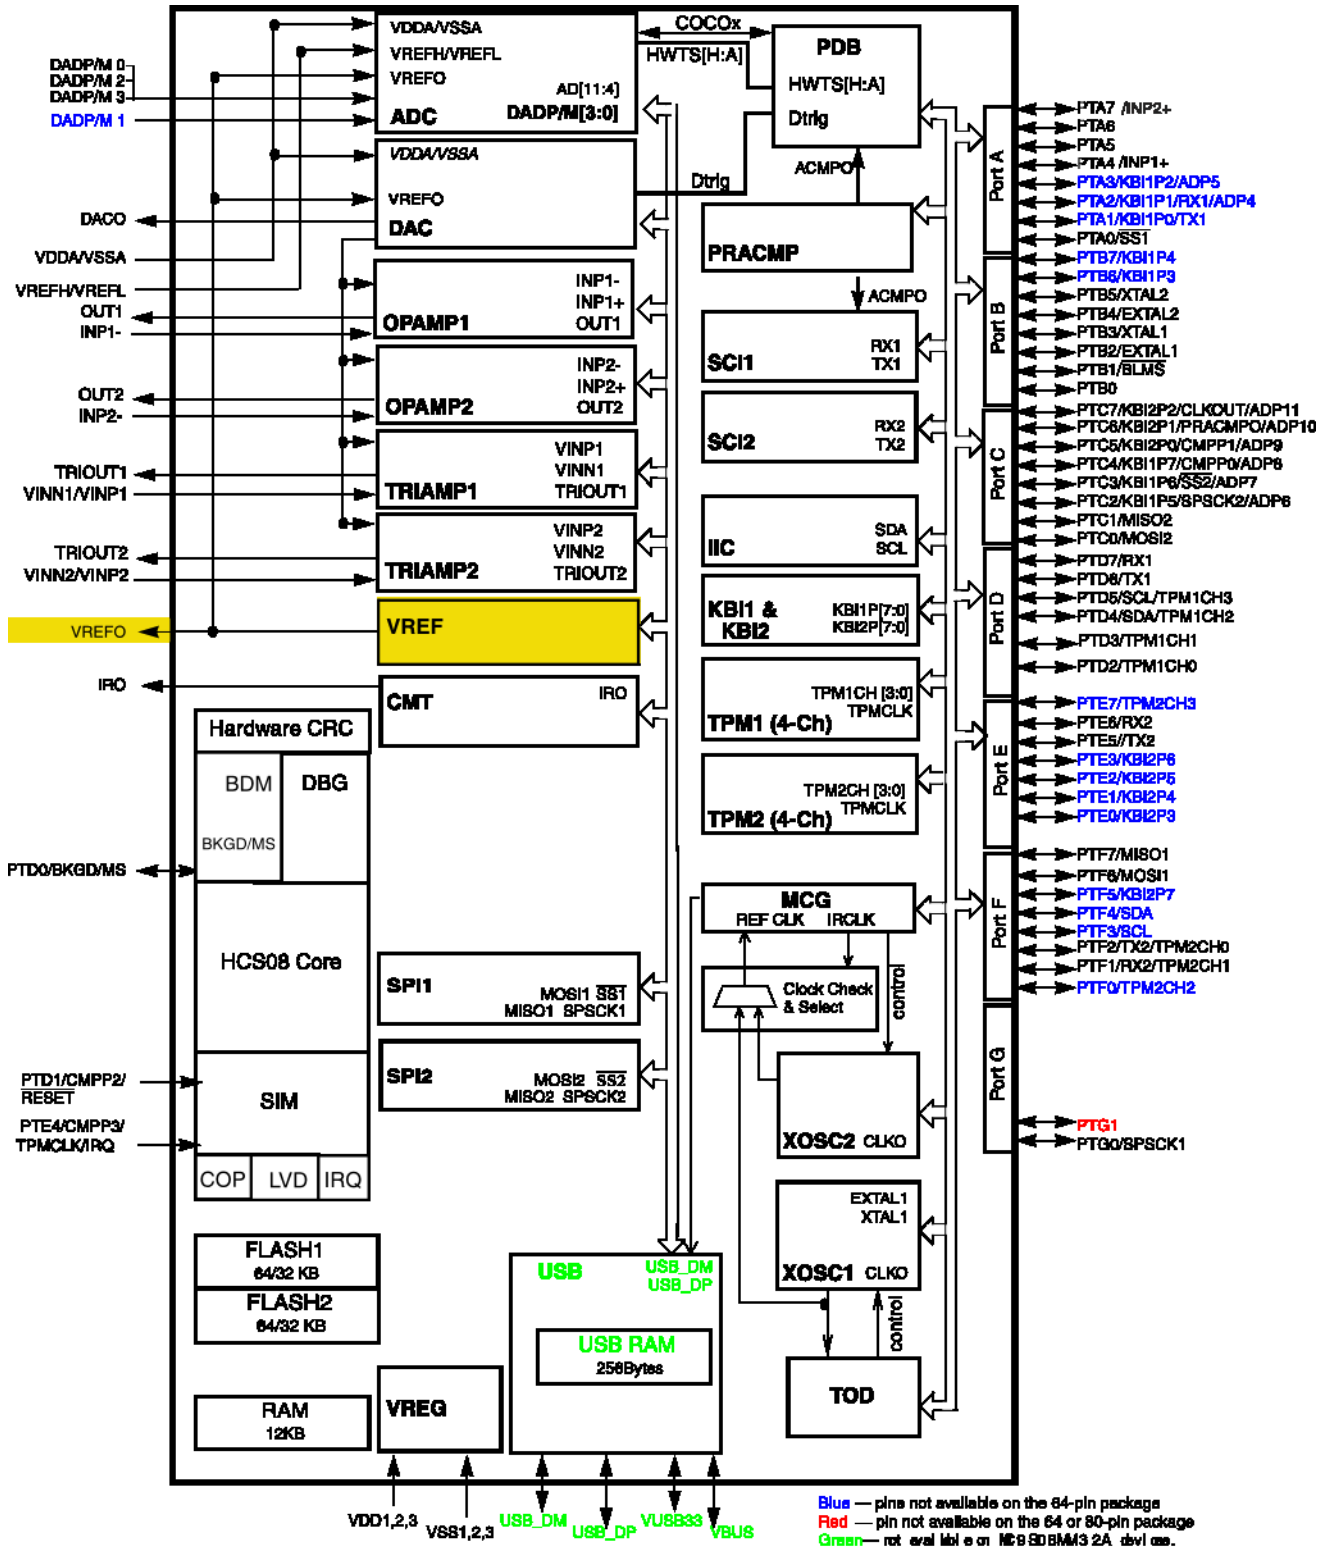 VDDA/VSSA
VREFH/VREFL
VREFO
AD[11:4]
ADC
DADP/M[3:0]
COCOx
HWTS[H:A]
PDB
HWTS[H:A]
Dtrig
DADP/M 0
DADP/M 2
DADP/M 3
DADP/M 1
VDDA/VSSA
VREFO
DAC
Dtrig
ACMPO
PRACMP
DACO
VDDA/VSSA
VREFH/VREFL
OUT1
INP1-
INP1-
INP1+
OPAMP1
OUT1
ACMPO
RX1
SCI1
TX1
OUT2
INP2-
INP2-
INP2+
OPAMP2
OUT2
RX2
SCI2
TX2
TRIOUT1
VINN1/VINP1
VINP1
VINN1
TRIAMP1
TRIOUT1
TRIOUT2
VINN2/VINP2
VINP2
VINN2
TRIAMP2
TRIOUT2
SDA
IIC
SCL
KBI1 &
KBI2
KBI1P[7:0]
KBI2P[7:0]
VREFO
VREF
IRO
CMT
IRO
TPM1CH [3:0]
TPMCLK
TPM1 (4-Ch)
TPM2CH [3:0]
TPMCLK
TPM2 (4-Ch)
Hardware CRC
BDM
DBG
BKGD/MS
PTD0/BKGD/MS
HCS08 Core
PTD1/CMPP2/
RESET
SIM
PTE4/CMPP3/
TPMCLK/IRQ
COP
LVD
IRQ
SPI1
MOSI1 SS1
MISO1 SPSCK1
SPI2
MOSI2 SS2
MISO2 SPSCK2
MCG
REF CLK IRCLK
Clock Check
& Select
control
XOSC2 CLKO
EXTAL1
XTAL1
XOSC1 CLKO
control
TOD
FLASH1
64/32 KB
FLASH2
64/32 KB
RAM
12KB
VREG
USB
USB_DM
USB_DP
USB RAM
256Bytes
VDD1,2,3
VSS1,2,3
USB_DM
USB_DP
VUSB33
VBUS
Port A
PTA7 /INP2+
PTA6
PTA5
PTA4 /INP1+
PTA3/KBI1P2/ADP5
PTA2/KBI1P1/RX1/ADP4
PTA1/KBI1P0/TX1
PTA0/SS1
Port B
PTB7/KBI1P4
PTB6/KBI1P3
PTB5/XTAL2
PTB4/EXTAL2
PTB3/XTAL1
PTB2/EXTAL1
PTB1/BLMS
PTB0
Port C
PTC7/KBI2P2/CLKOUT/ADP11
PTC6/KBI2P1/PRACMPO/ADP10
PTC5/KBI2P0/CMPP1/ADP9
PTC4/KBI1P7/CMPP0/ADP8
PTC3/KBI1P6/SS2/ADP7
PTC2/KBI1P5/SPSCK2/ADP6
PTC1/MISO2
PTC0/MOSI2
Port D
PTD7/RX1
PTD6/TX1
PTD5/SCL/TPM1CH3
PTD4/SDA/TPM1CH2
PTD3/TPM1CH1
PTD2/TPM1CH0
Port E
PTE7/TPM2CH3
PTE6/RX2
PTE5//TX2
PTE3/KBI2P6
PTE2/KBI2P5
PTE1/KBI2P4
PTE0/KBI2P3
Port F
PTF7/MISO1
PTF6/MOSI1
PTF5/KBI2P7
PTF4/SDA
PTF3/SCL
PTF2/TX2/TPM2CH0
PTF1/RX2/TPM2CH1
PTF0/TPM2CH2
Port G
PTG1
PTG0/SPSCK1
Blue — pins not available on the 64-pin package
Red — pin not available on the 64 or 80-pin package
Green — not available on MC9S08MM32A devices.